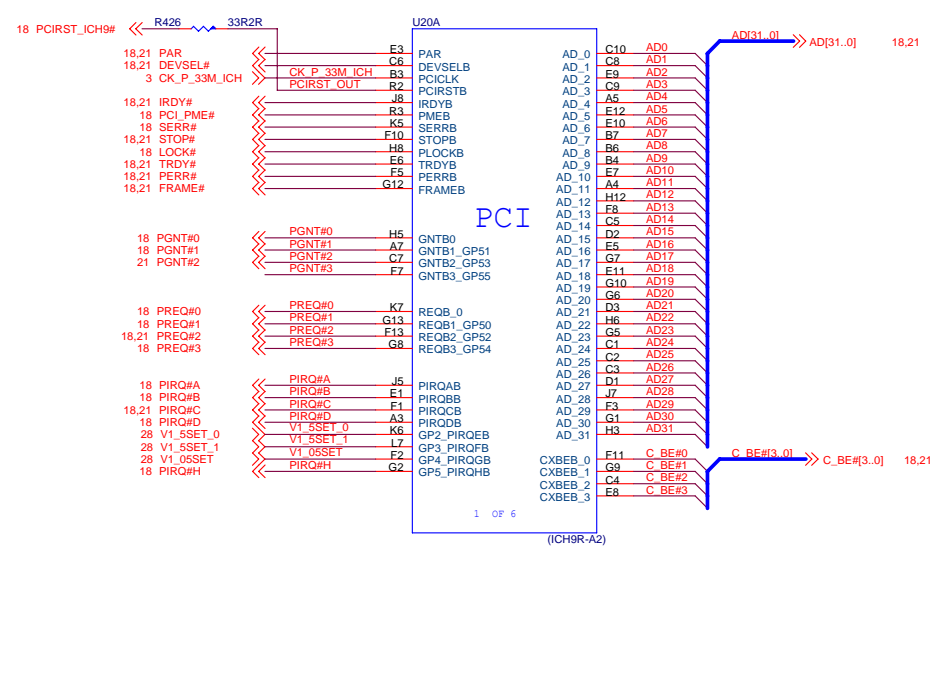 R426 33R2R U20A
18 PCIRST_ICH9#
AD[31..0] AD[31..0] 18,21
18,21 PAR E3 PAR AD_0 C10 AD0
18,21 DEVSEL# C6 DEVSELB AD_1 C8 AD1
3 CK_P_33M_ICH CK_P_33M_ICH B3 PCICLK AD_2 E9 AD2
PCIRST_OUT R2 PCIRSTB AD_3 C9 AD3
18,21 IRDY# J8 IRDYB AD_4 A5 AD4
18 PCI_PME# R3 PMEB AD_5 E12 AD5
18 SERR# K5 SERRB AD_6 E10 AD6
18,21 STOP# F10 STOPB AD_7 B7 AD7
18 LOCK# H8 PLOCKB AD_8 B6 AD8
18,21 TRDY# E6 TRDYB AD_9 B4 AD9
18,21 PERR# F5 PERRB AD_10 E7 AD10
18,21 FRAME# G12 FRAMEB AD_11 A4 AD11
AD_12 H12 AD12
PCI AD_13 F8 AD13
AD_14 C5 AD14
18 PGNT#0 PGNT#0 H5 GNTB0 AD_15 D2 AD15
18 PGNT#1 PGNT#1 A7 GNTB1_GP51 AD_16 E5 AD16
21 PGNT#2 PGNT#2 C7 GNTB2_GP53 AD_17 G7 AD17
PGNT#3 F7 GNTB3_GP55 AD_18 E11 AD18
AD_19 G10 AD19
AD_20 G6 AD20
18 PREQ#0 PREQ#0 K7 REQB_0 AD_21 D3 AD21
18 PREQ#1 PREQ#1 G13 REQB1_GP50 AD_22 H6 AD22
18,21 PREQ#2 PREQ#2 F13 REQB2_GP52 AD_23 G5 AD23
18 PREQ#3 PREQ#3 G8 REQB3_GP54 AD_24 C1 AD24
AD_25 C2 AD25
AD_26 C3 AD26
18 PIRQ#A PIRQ#A J5 PIRQAB AD_27 D1 AD27
18 PIRQ#B PIRQ#B E1 PIRQBB AD_28 J7 AD28
18,21 PIRQ#C PIRQ#C F1 PIRQCB AD_29 F3 AD29
18 PIRQ#D PIRQ#D A3 PIRQDB AD_30 G1 AD30
28 V1_5SET_0 V1_5SET_0 K6 GP2_PIRQEB AD_31 H3 AD31
28 V1_5SET_1 V1_5SET_1 L7 GP3_PIRQFB
28 V1_05SET V1_05SET F2 GP4_PIRQGB CXBEB_0 F11 C_BE#0 C_BE#[3..0] C_BE#[3..0] 18,21
18 PIRQ#H PIRQ#H G2 GP5_PIRQHB CXBEB_1 G9 C_BE#1
CXBEB_2 C4 C_BE#2
CXBEB_3 E8 C_BE#3
1 OF 6
(ICH9R-A2)